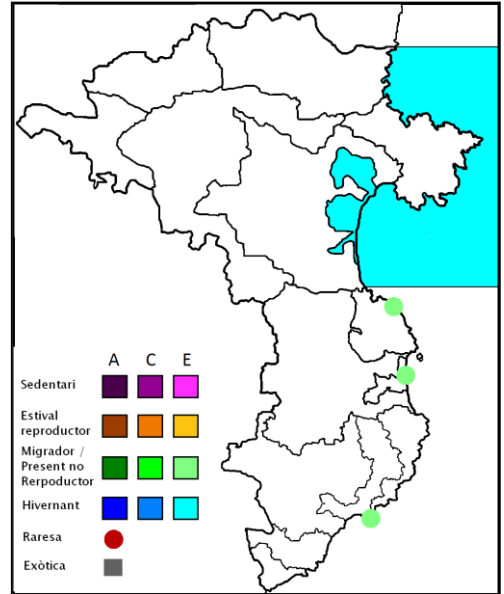 A C E
Sedentari
Estival
reproductor
Migrador /
Present no
Rerpoductor
Hivernant
Raresa
Exòtica